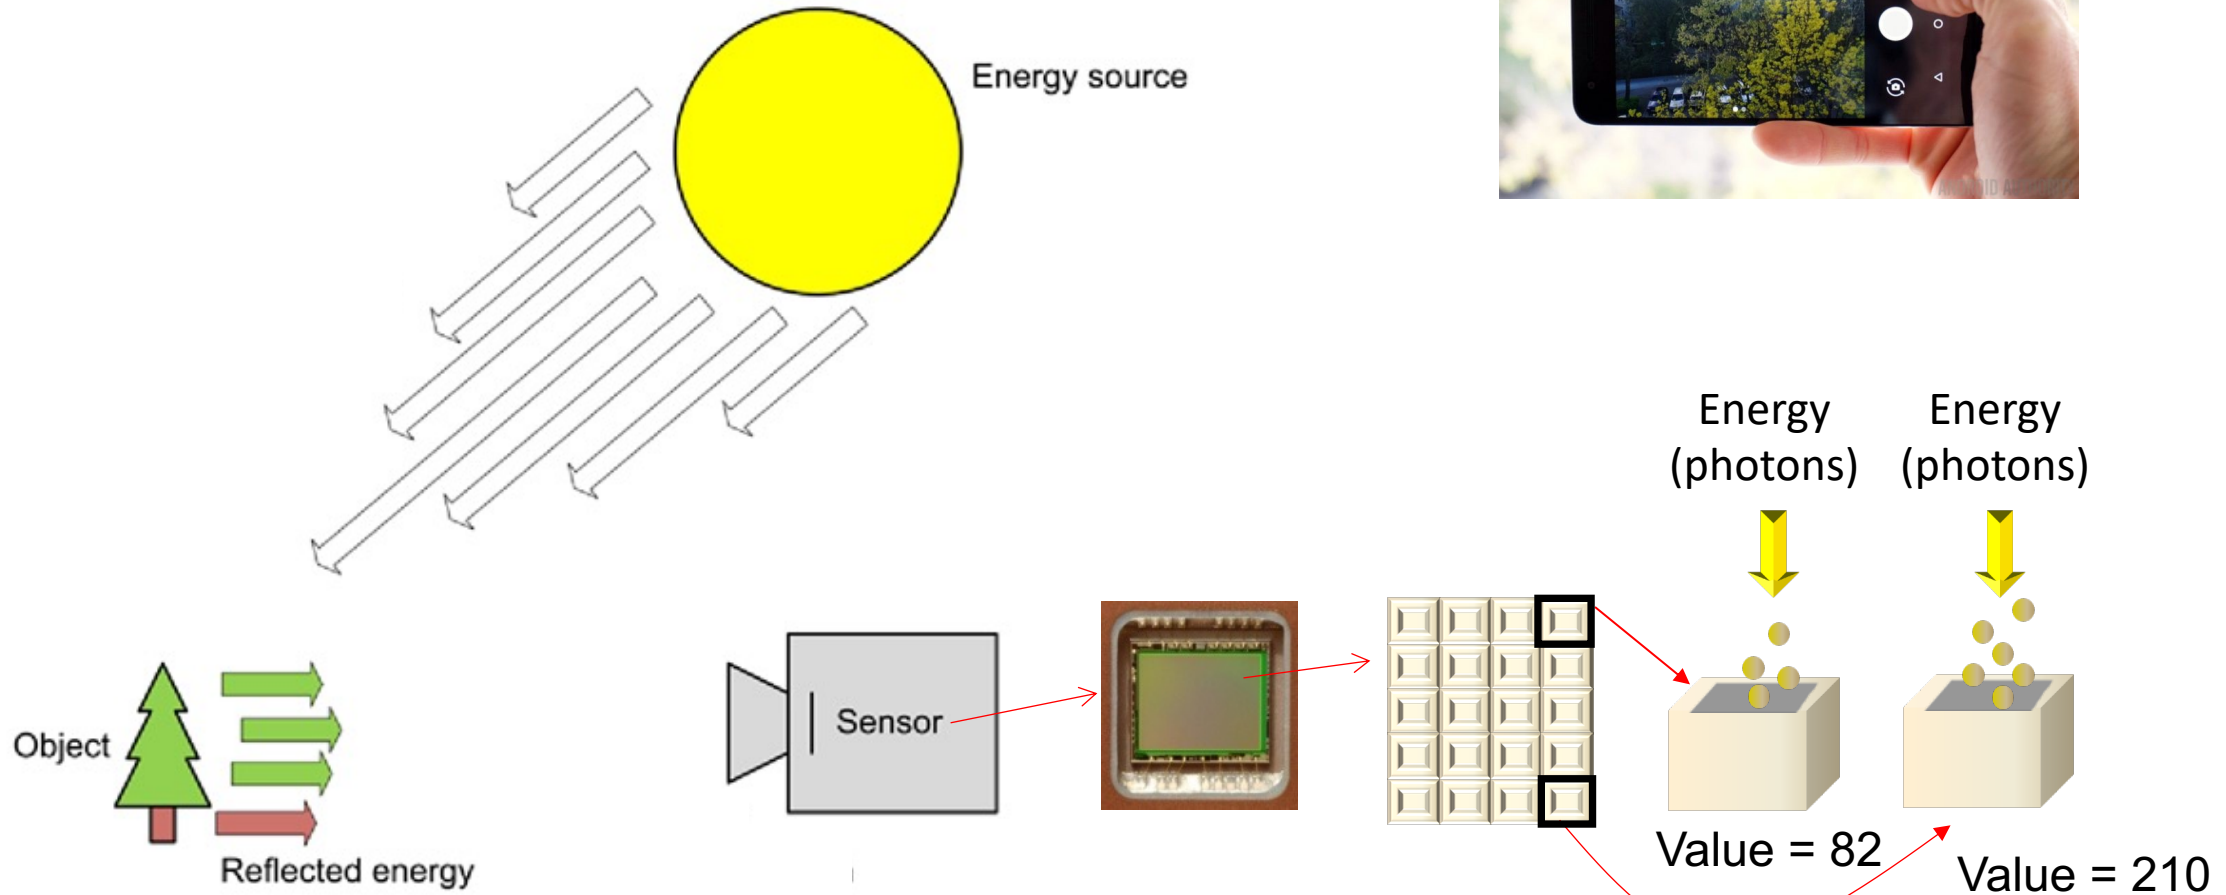 Energy source
Energy
(photons)
Energy
(photons)
Object
Sensor
Reflected energy
Value = 82
Value = 210